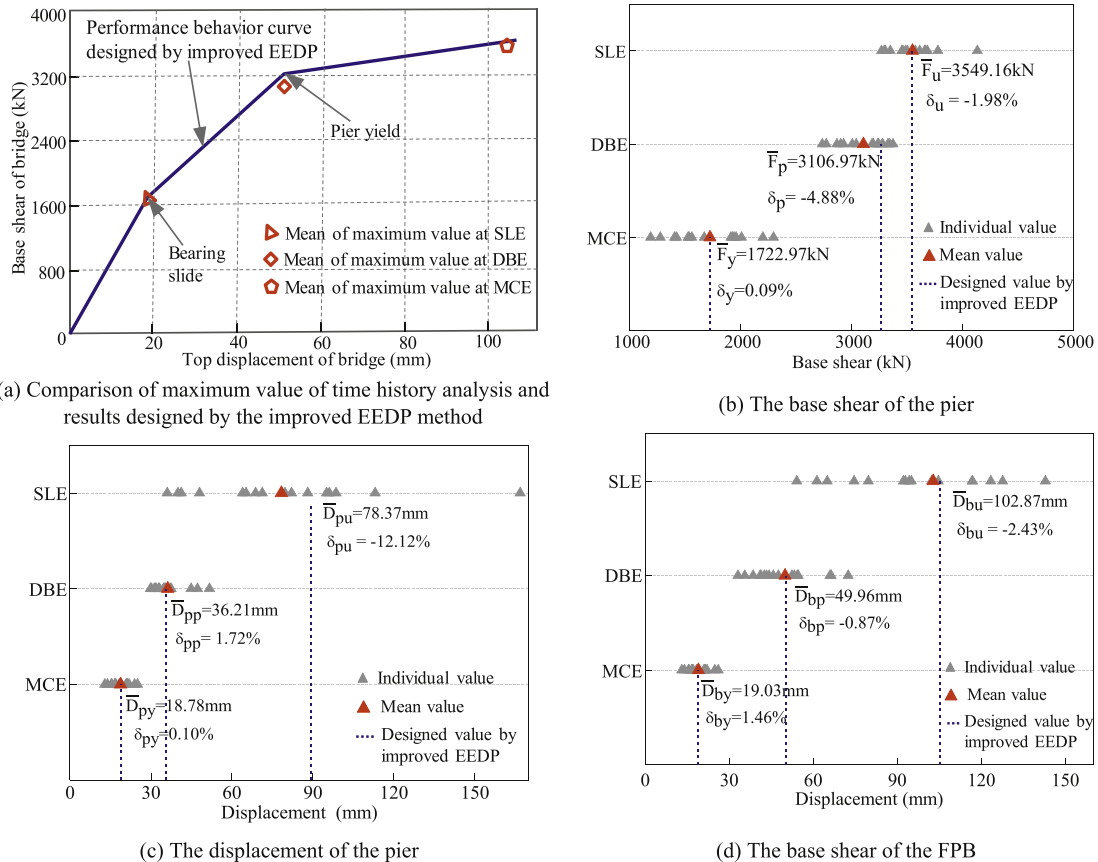 4000
3200
2400
1600
800
0
Base shear of bridge (kN)
Performance behavior curve
designed by improved EEDP
Pier yield
Bearing
slide
Mean of maximum value at SLE
Mean of maximum value at DBE
Mean of maximum value at MCE
20 40 60 80 100
Top displacement of bridge (mm)
(a) Comparison of maximum value of time history analysis and
results designed by the improved EEDP method
SLE
DBE
MCE
F̅u=3549.16kN
δu = -1.98%
F̅p=3106.97kN
δp= -4.88%
F̅y=1722.97kN
δy=0.09%
Individual value
Mean value
Designed value by
improved EEDP
1000 2000 3000 4000 5000
Base shear (kN)
(b) The base shear of the pier
SLE
DBE
MCE
D̅pu=78.37mm
δpu = -12.12%
D̅pp=36.21mm
δpp= 1.72%
D̅py=18.78mm
δpy=0.10%
Individual value
Mean value
Designed value by
improved EEDP
0 30 60 90 120 150
Displacement (mm)
(c) The displacement of the pier
SLE
DBE
MCE
D̅bu=102.87mm
δbu = -2.43%
D̅bp=49.96mm
δbp= -0.87%
D̅by=19.03mm
δby=1.46%
Individual value
Mean value
Designed value by
improved EEDP
0 30 60 90 120 150
Displacement (mm)
(d) The base shear of the FPB